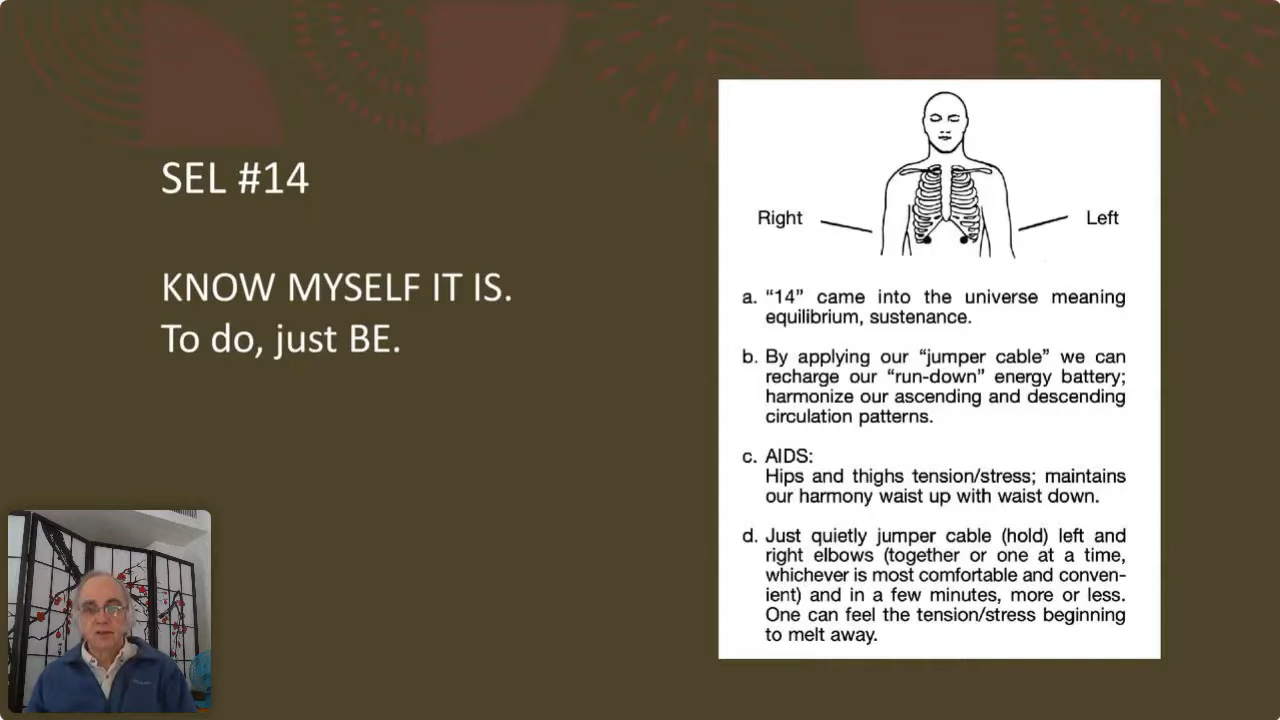 SEL #14
KNOW MYSELF IT IS.
To do, just BE.
Right
Left
a. “14” came into the universe meaning
equilibrium, sustenance.
b. By applying our “jumper cable” we can
recharge our “run-down” energy battery;
harmonize our ascending and descending
circulation patterns.
c. AIDS:
Hips and thighs tension/stress; maintains
our harmony waist up with waist down.
d. Just quietly jumper cable (hold) left and
right elbows (together or one at a time,
whichever is most comfortable and conven-
ient) and in a few minutes, more or less.
One can feel the tension/stress beginning
to melt away.